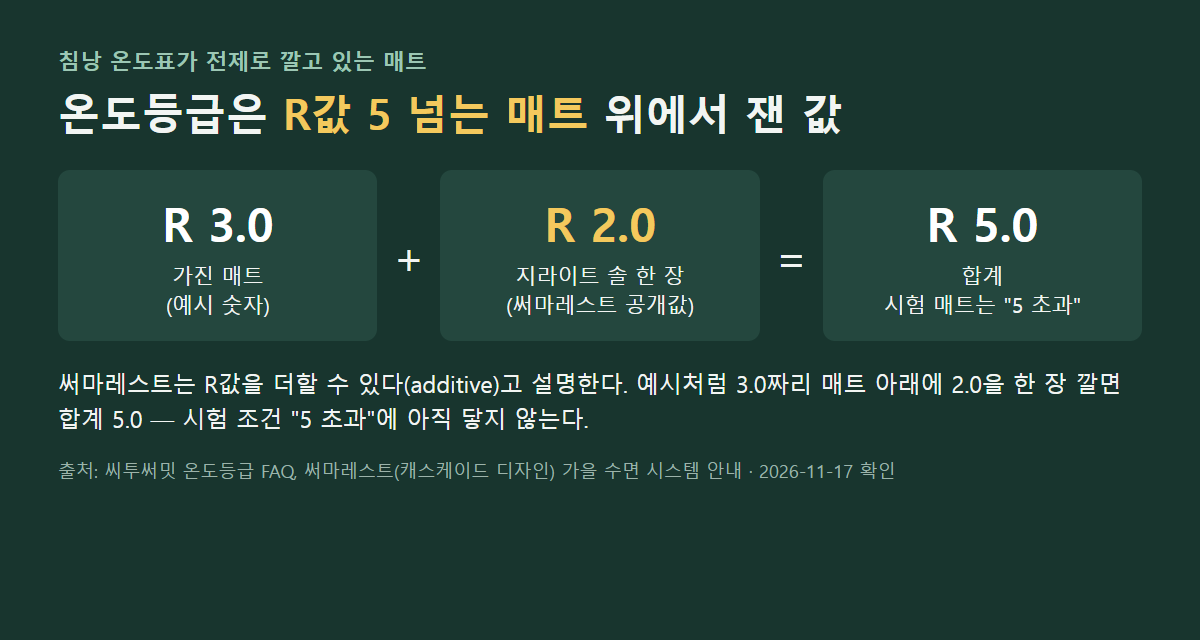 침낭 온도표가 전제로 깔고 있는 매트
온도등급은 R값 5 넘는 매트 위에서 잰 값
R 3.0
가진 매트
(예시 숫자)
+
R 2.0
지라이트 솔 한 장
(써마레스트 공개값)
=
R 5.0
합계
시험 매트는 "5 초과"
써마레스트는 R값을 더할 수 있다(additive)고 설명한다. 예시처럼 3.0짜리 매트 아래에 2.0을 한 장 깔면
합계 5.0 — 시험 조건 "5 초과"에 아직 닿지 않는다.
출처: 씨투써밋 온도등급 FAQ, 써마레스트(캐스케이드 디자인) 가을 수면 시스템 안내 · 2026-11-17 확인